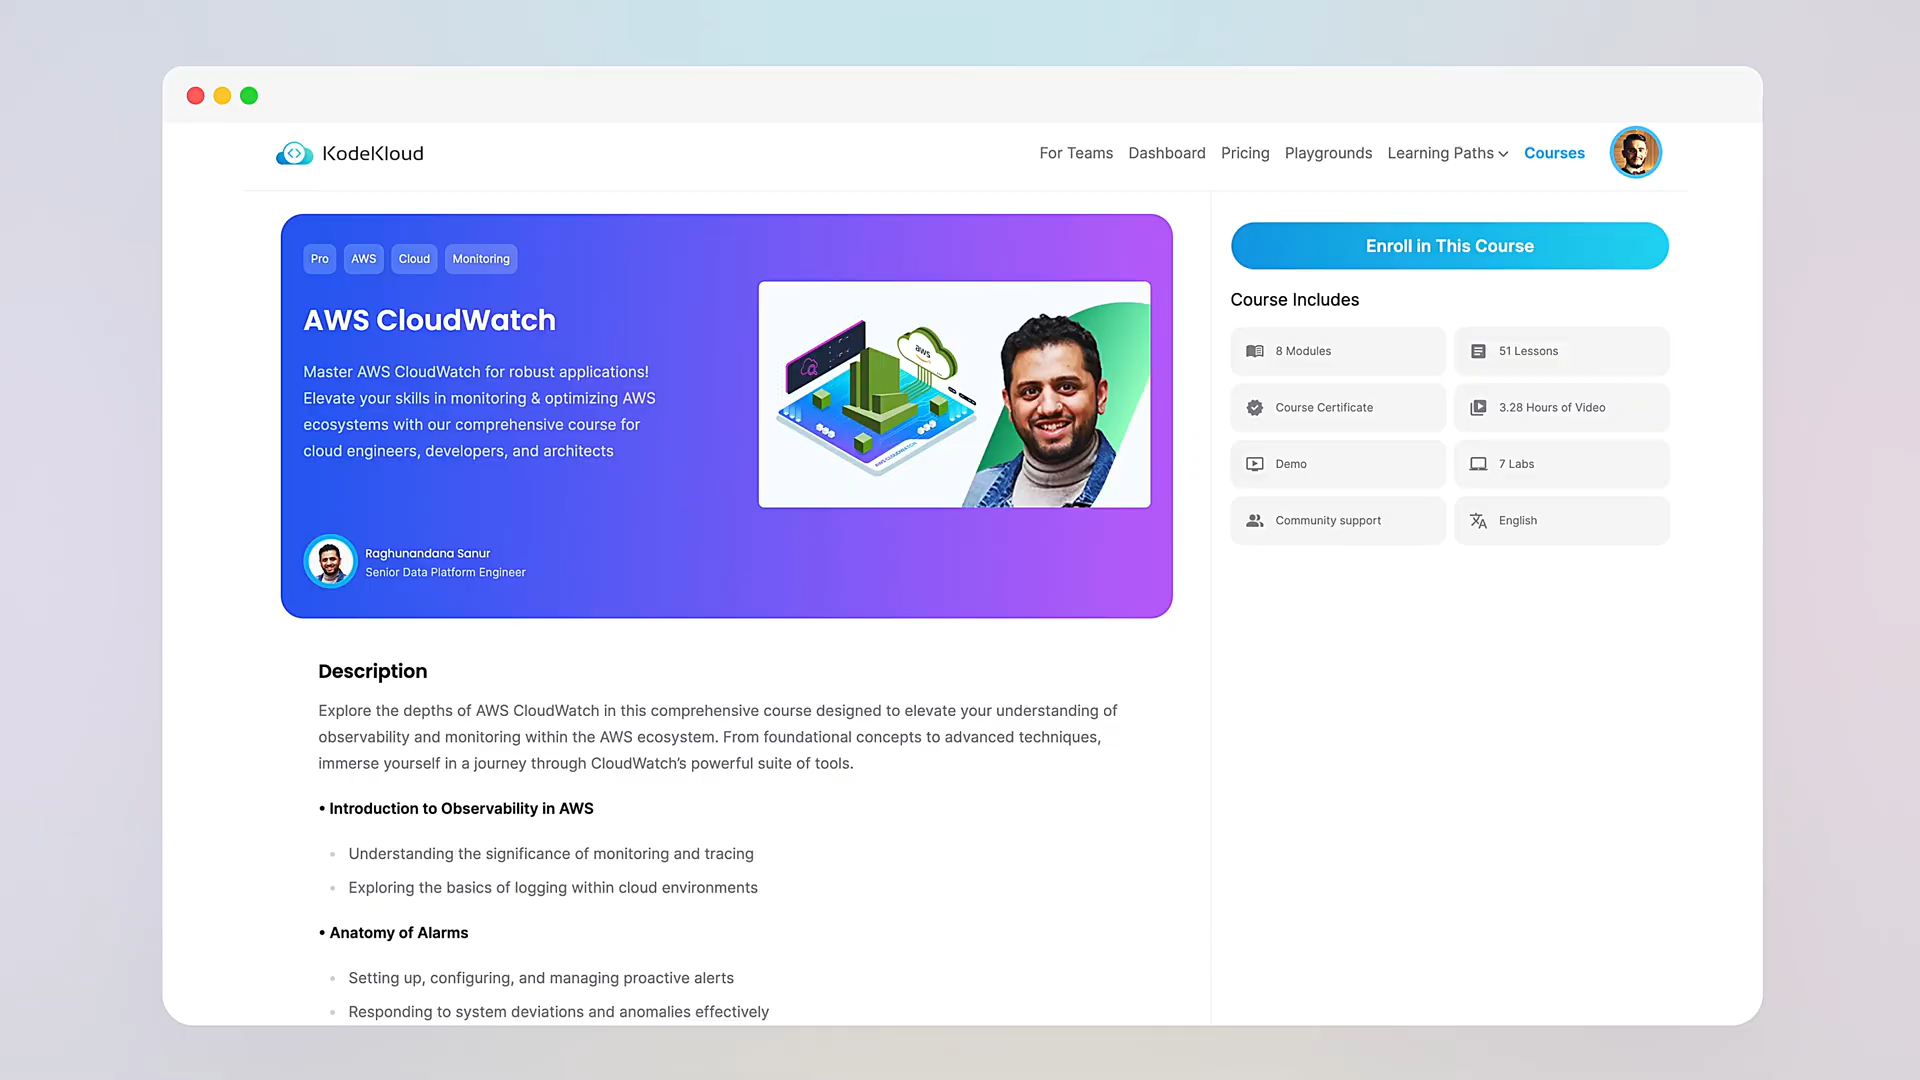 KodeKloud
For Teams
Dashboard
Pricing
Playgrounds
Learning Paths
Courses
Pro
AWS
Cloud
Monitoring
AWS CloudWatch
Master AWS CloudWatch for robust applications!
Elevate your skills in monitoring & optimizing AWS
ecosystems with our comprehensive course for
cloud engineers, developers, and architects
aws
AWS CLOUDWATCH
Raghunandana Sanur
Senior Data Platform Engineer
Enroll in This Course
Course Includes
8 Modules
51 Lessons
Course Certificate
3.28 Hours of Video
Demo
7 Labs
Community support
English
Description
Explore the depths of AWS CloudWatch in this comprehensive course designed to elevate your understanding of
observability and monitoring within the AWS ecosystem. From foundational concepts to advanced techniques,
immerse yourself in a journey through CloudWatch's powerful suite of tools.
• Introduction to Observability in AWS
Understanding the significance of monitoring and tracing
Exploring the basics of logging within cloud environments
• Anatomy of Alarms
Setting up, configuring, and managing proactive alerts
Responding to system deviations and anomalies effectively